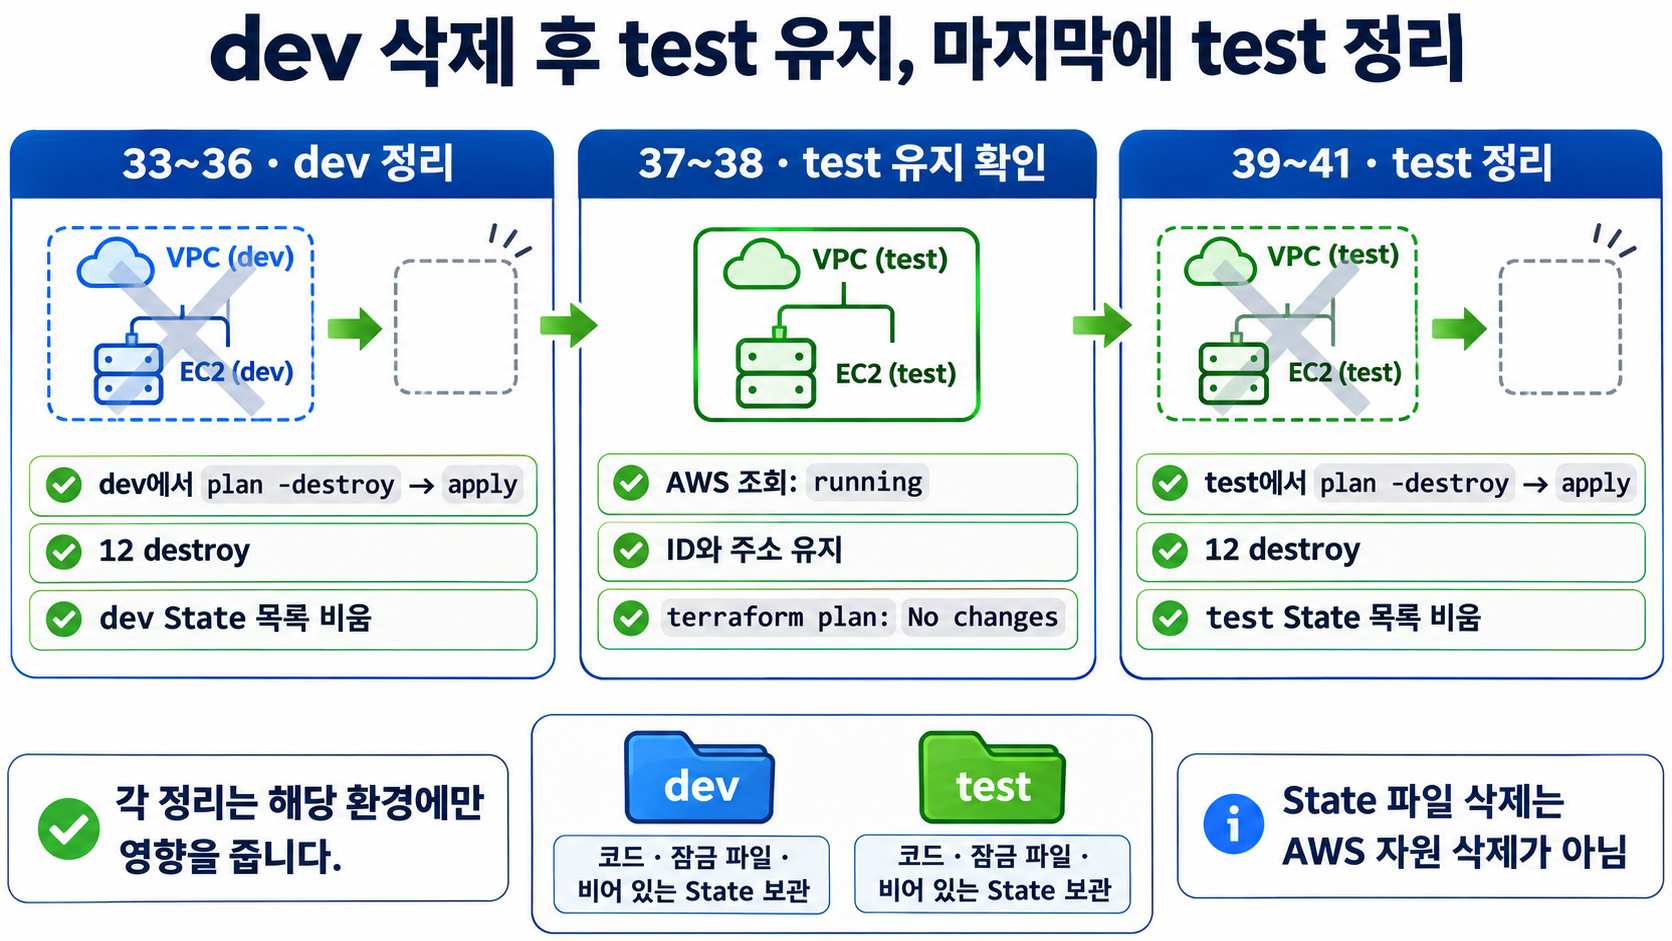 dev 삭제 후 test 유지, 마지막에 test 정리
33~36 · dev 정리
VPC (dev)
EC2 (dev)
dev에서 plan -destroy → apply
12 destroy
dev State 목록 비움
37~38 · test 유지 확인
VPC (test)
EC2 (test)
AWS 조회: running
ID와 주소 유지
terraform plan: No changes
39~41 · test 정리
VPC (test)
EC2 (test)
test에서 plan -destroy → apply
12 destroy
test State 목록 비움
각 정리는 해당 환경에만
영향을 줍니다.
dev
코드 · 잠금 파일 ·
비어 있는 State 보관
test
코드 · 잠금 파일 ·
비어 있는 State 보관
State 파일 삭제는
AWS 자원 삭제가 아님